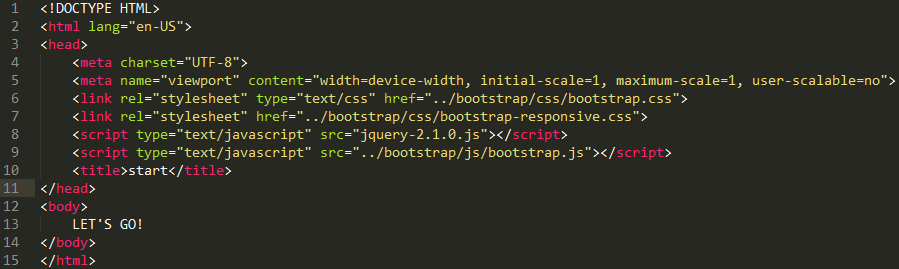 1 <!DOCTYPE HTML>
2 <html lang="en-US">
3 <head>
4     <meta charset="UTF-8">
5     <meta name="viewport" content="width=device-width, initial-scale=1, maximum-scale=1, user-scalable=no">
6     <link rel="stylesheet" type="text/css" href="../bootstrap/css/bootstrap.css">
7     <link rel="stylesheet" href="../bootstrap/css/bootstrap-responsive.css">
8     <script type="text/javascript" src="jquery-2.1.0.js"></script>
9     <script type="text/javascript" src="../bootstrap/js/bootstrap.js"></script>
10     <title>start</title>
11 </head>
12 <body>
13     LET'S GO!
14 </body>
15 </html>